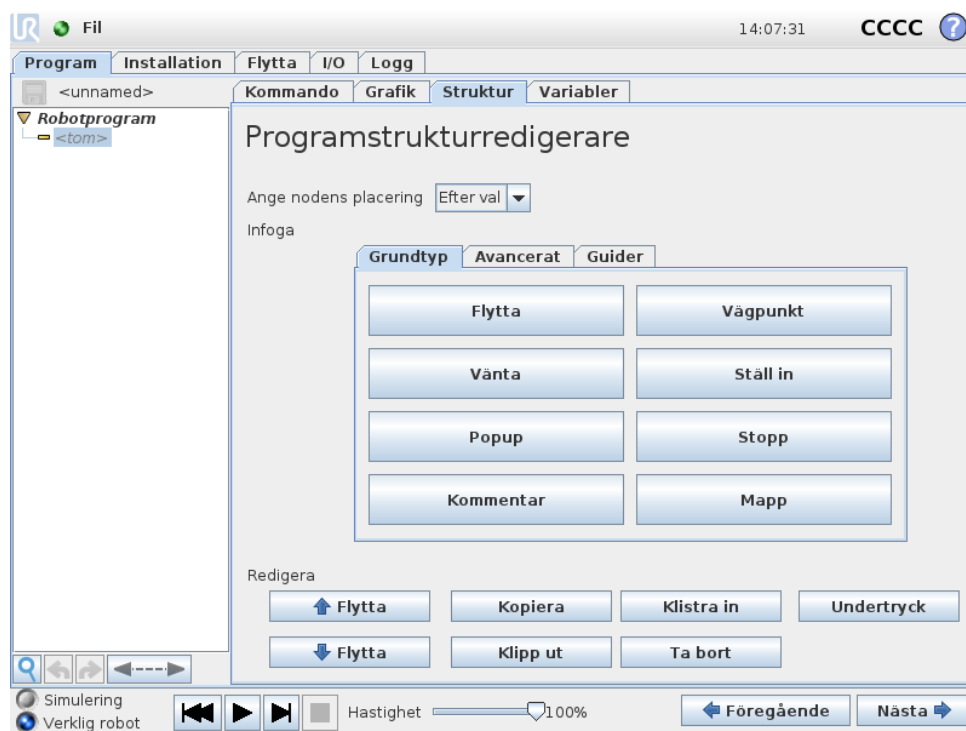 UR Fil 14:07:31 CCCC ?
Program Installation Flytta I/O Logg
<unnamed>
Kommando Grafik Struktur Variabler
Robotprogram
<tom>
Programstrukturredigerare
Ange nodens placering Efter val
Infoga
Grundtyp Avancerat Guider
Flytta Vägpunkt
Vänta Ställ in
Popup Stopp
Kommentar Mapp
Redigera
Flytta Kopiera Klistra in Undertryck
Flytta Klipp ut Ta bort
Simulering
Verklig robot
Hastighet 100%
Föregående Nästa